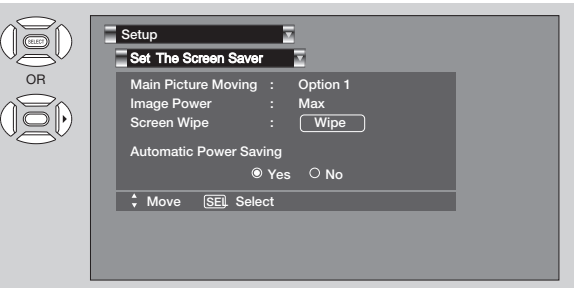 SELECT
OR
Setup
Set The Screen Saver
Main Picture Moving : Option 1
Image Power : Max
Screen Wipe : Wipe
Automatic Power Saving
Yes No
Move SEL Select